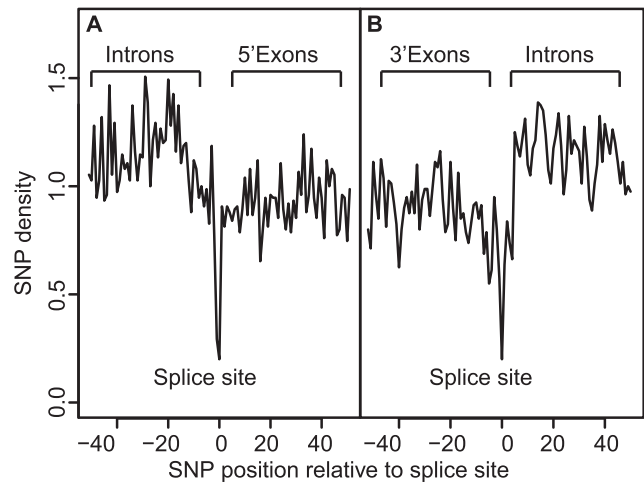 A
B
Introns
5’Exons
3’Exons
Introns
SNP density
1.5
1.0
0.5
0.0
Splice site
Splice site
−40 −20 0 20 40
−40 −20 0 20 40
SNP position relative to splice site